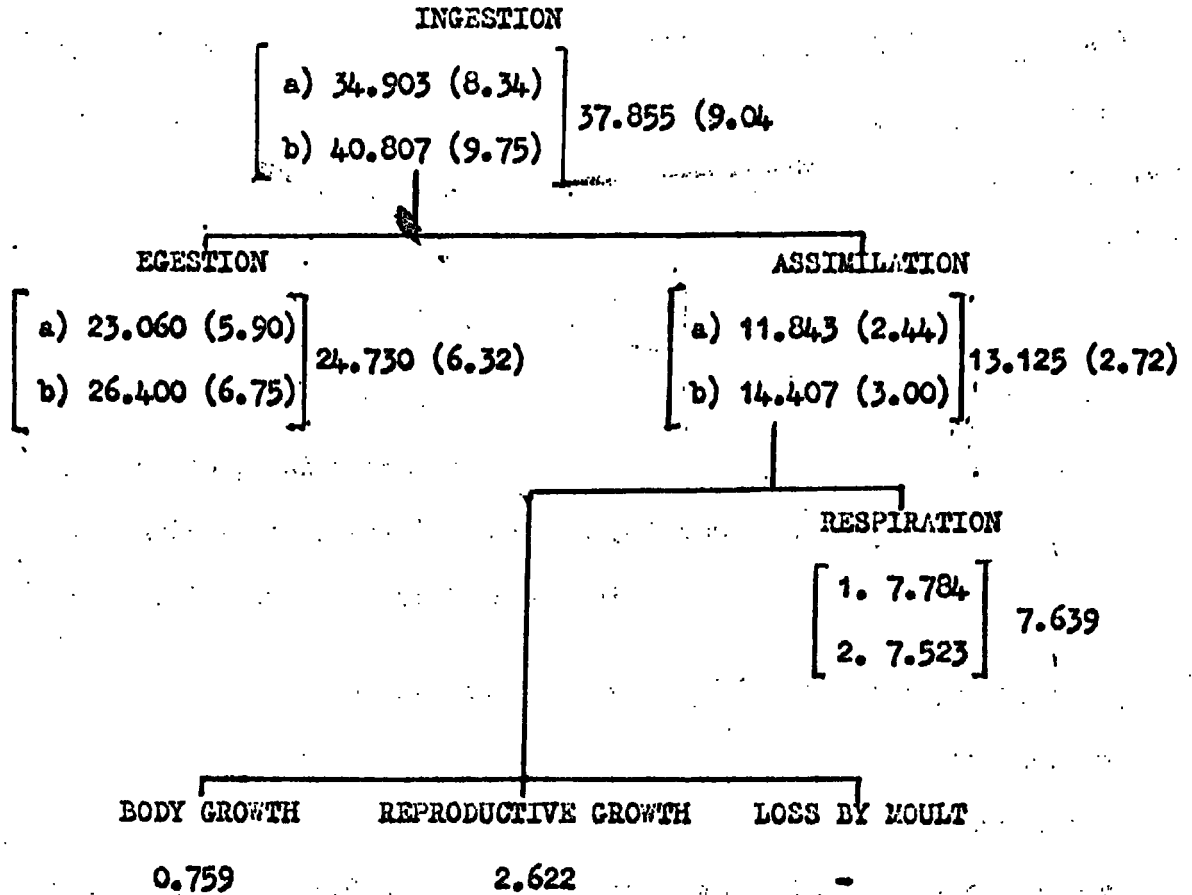 INGESTION
a) 34.903 (8.34)
b) 40.807 (9.75)
37.855 (9.04
EGESTION
a) 23.060 (5.90)
b) 26.400 (6.75)
24.730 (6.32)
ASSIMILATION
a) 11.843 (2.44)
b) 14.407 (3.00)
13.125 (2.72)
RESPIRATION
1. 7.784
2. 7.523
7.639
BODY GROWTH REPRODUCTIVE GROWTH LOSS BY MOULT
0.759 2.622 -